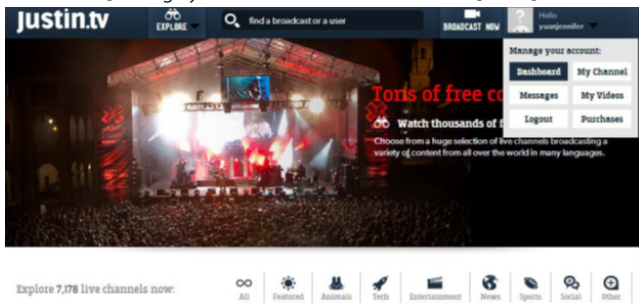 justin.tv
EXPLORE
find a broadcast or a user
BROADCAST NOW
Hello
yuanjennifer
Manage your account:
Dashboard My Channel
Messages My Videos
Logout Purchases
Tons of free
Watch thousands of
Choose from a huge selection of live channels broadcasting a
variety of content from all over the world in many languages.
Explore 7,178 live channels now:
All Featured Animals Tech Entertainment News Sports Social Other